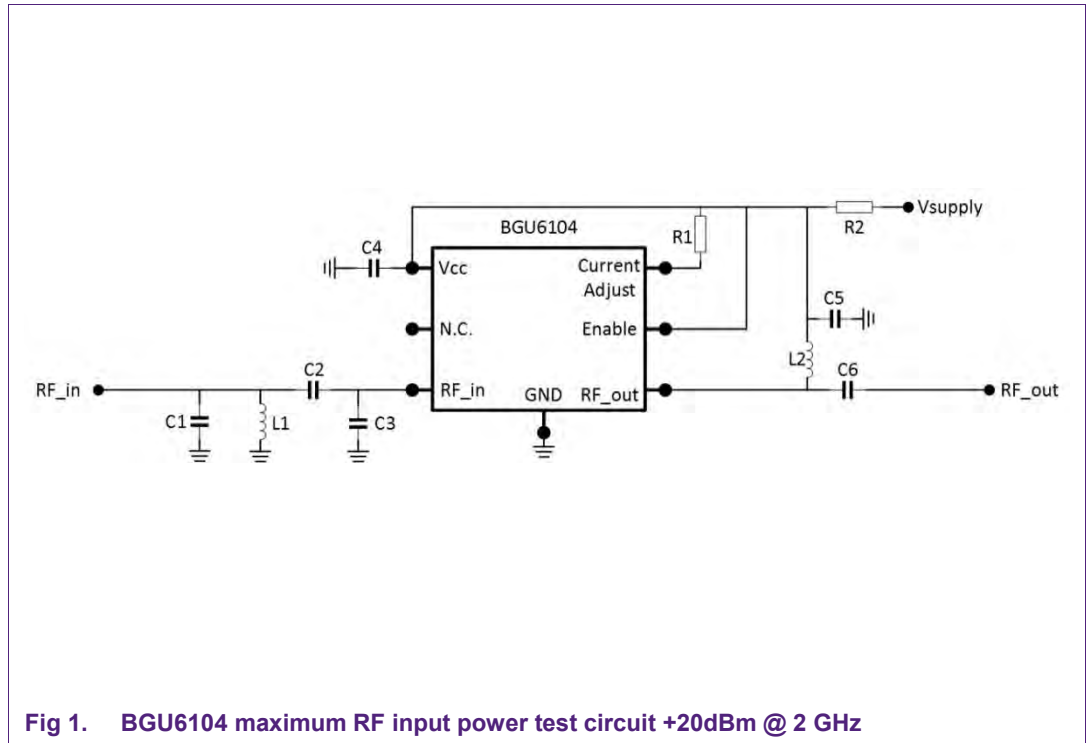 Vsupply
R2
BGU6104
R1
C4
Vcc
Current
Adjust
C5
N.C.
Enable
L2
C2
C6
RF_in
RF_in
GND
RF_out
RF_out
C1
L1
C3
Fig 1. BGU6104 maximum RF input power test circuit +20dBm @ 2 GHz